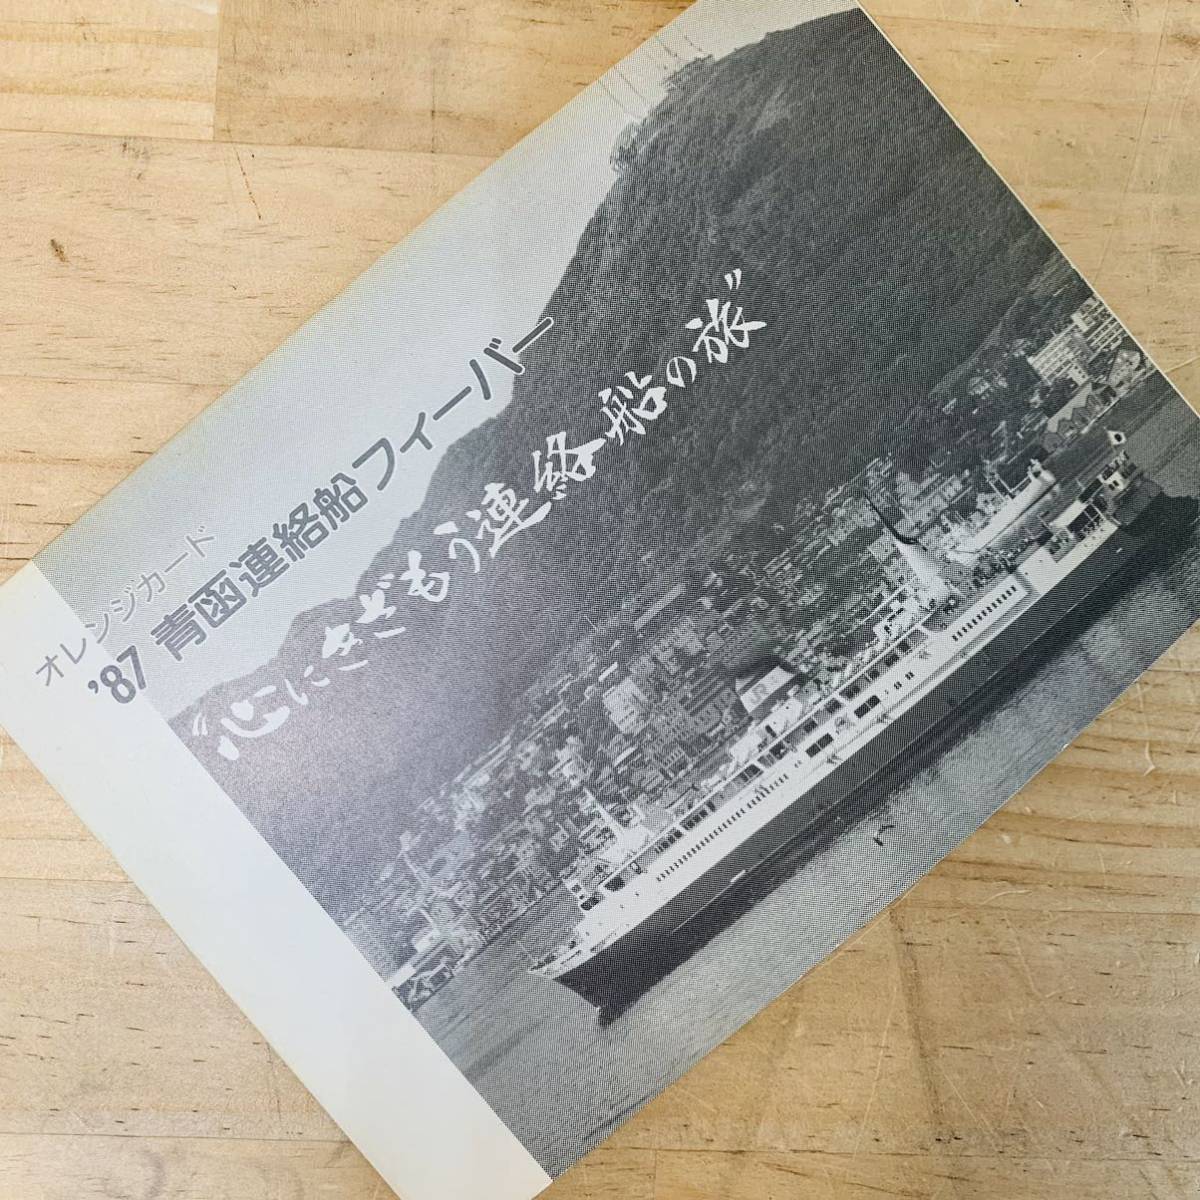 オレンジカード
'87 青函連絡船フィーバー
“心にきざもう連絡船の旅”
JR